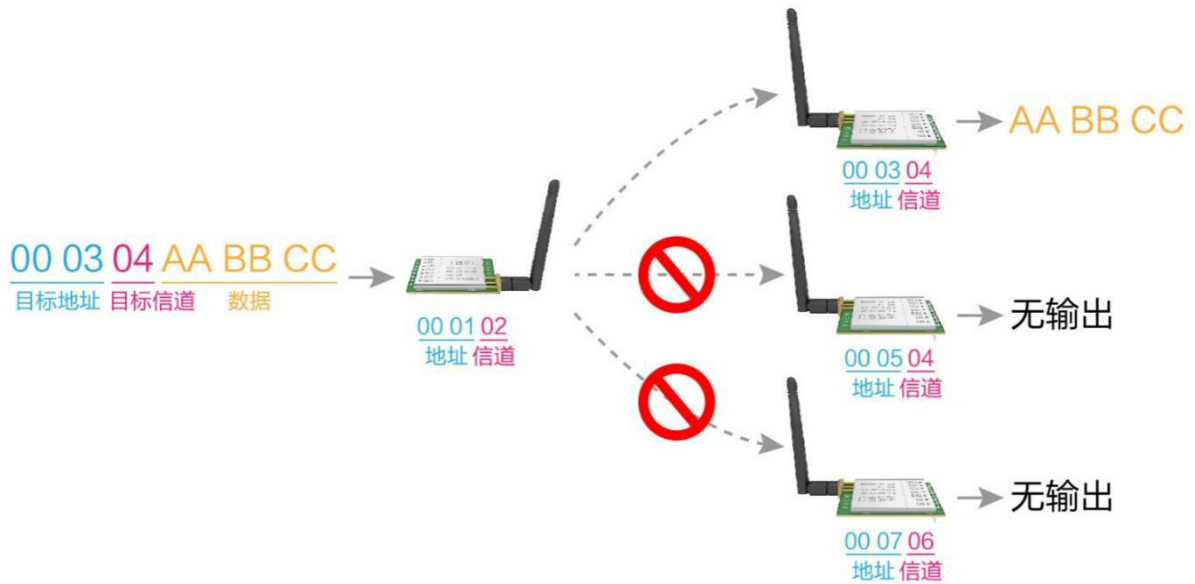 00 03 04 AA BB CC
目标地址 目标信道 数据
00 01 02
地址 信道
AA BB CC
00 03 04
地址 信道
无输出
00 05 04
地址 信道
无输出
00 07 06
地址 信道